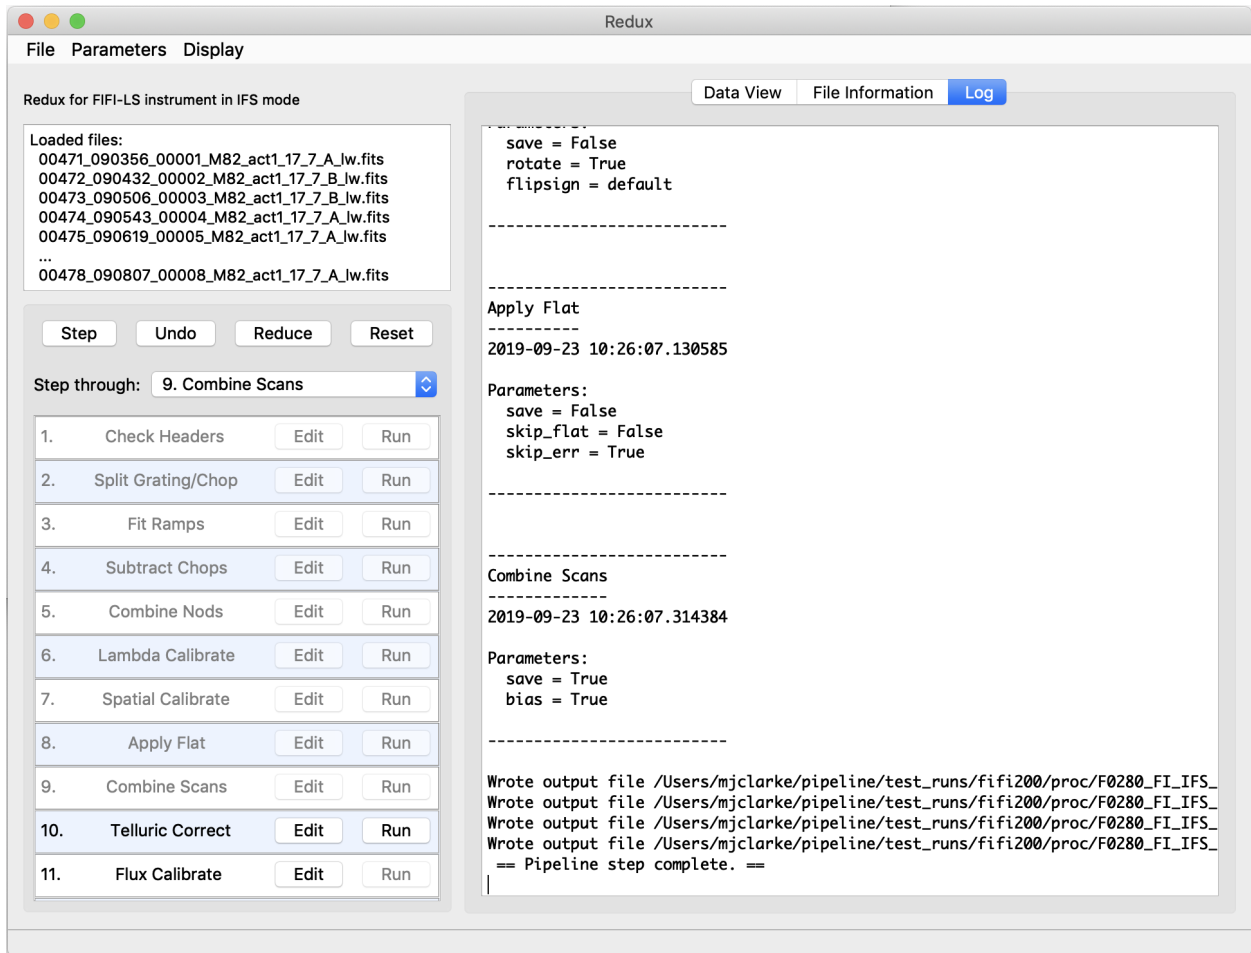 Redux
File Parameters Display
Redux for FIFI-LS instrument in IFS mode
Loaded files:
00471_090356_00001_M82_act1_17_7_A_lw.fits
00472_090432_00002_M82_act1_17_7_B_lw.fits
00473_090506_00003_M82_act1_17_7_B_lw.fits
00474_090543_00004_M82_act1_17_7_A_lw.fits
00475_090619_00005_M82_act1_17_7_A_lw.fits
...
00478_090807_00008_M82_act1_17_7_A_lw.fits
Step Undo Reduce Reset
Step through: 9. Combine Scans
1. Check Headers Edit Run
2. Split Grating/Chop Edit Run
3. Fit Ramps Edit Run
4. Subtract Chops Edit Run
5. Combine Nods Edit Run
6. Lambda Calibrate Edit Run
7. Spatial Calibrate Edit Run
8. Apply Flat Edit Run
9. Combine Scans Edit Run
10. Telluric Correct Edit Run
11. Flux Calibrate Edit Run
Data View File Information Log
Parameters:
save = False
rotate = True
flipsign = default
--------------------------
--------------------------
Apply Flat
----------
2019-09-23 10:26:07.130585
Parameters:
save = False
skip_flat = False
skip_err = True
--------------------------
--------------------------
Combine Scans
-------------
2019-09-23 10:26:07.314384
Parameters:
save = True
bias = True
--------------------------
Wrote output file /Users/mjclarke/pipeline/test_runs/fifi200/proc/F0280_FI_IFS_
Wrote output file /Users/mjclarke/pipeline/test_runs/fifi200/proc/F0280_FI_IFS_
Wrote output file /Users/mjclarke/pipeline/test_runs/fifi200/proc/F0280_FI_IFS_
Wrote output file /Users/mjclarke/pipeline/test_runs/fifi200/proc/F0280_FI_IFS_
== Pipeline step complete. ==